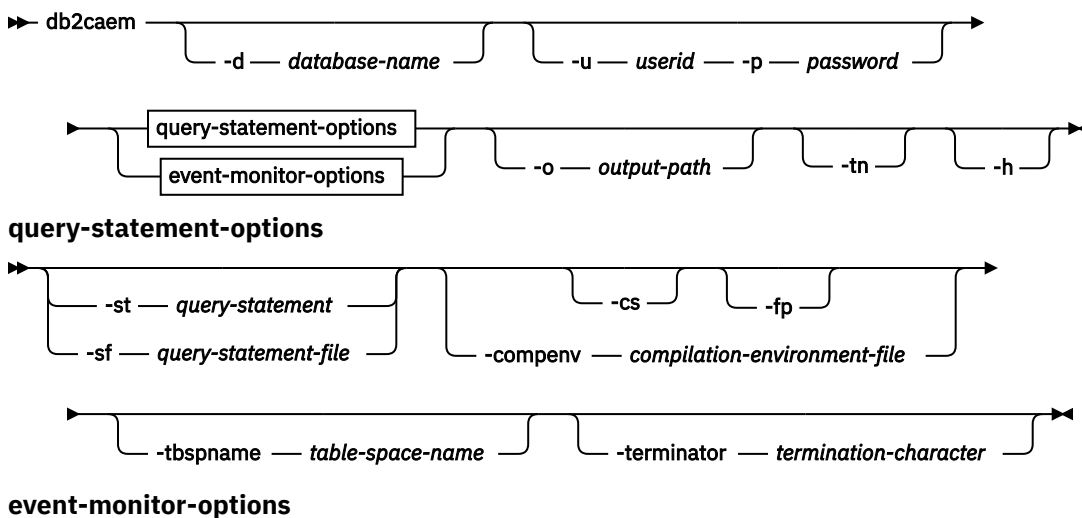 db2caem
-d database-name
-u userid -p password
query-statement-options
event-monitor-options
-o output-path
-tn
-h
query-statement-options
-st query-statement
-sf query-statement-file
-cs
-fp
-compenv compilation-environment-file
-tbspname table-space-name
-terminator termination-character
event-monitor-options